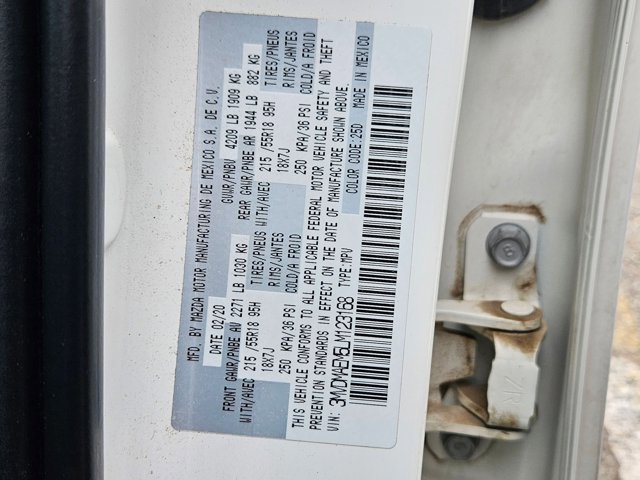 MFD. BY MAZDA MOTOR MANUFACTURING DE MEXICO S.A. DE C.V.
DATE 02/20 GVWR/PNBV 4209 LB 1909 KG
FRONT GAWR/PNBE AV 2271 LB 1030 KG REAR GAWR/PNBE AR 1944 LB 882 KG
WITH/AVEC 215 /55R18 95H TIRES/PNEUS WITH/AVEC 215 /55R18 95H TIRES/PNEUS
18X7J RIMS/JANTES 18X7J RIMS/JANTES
250 KPA/36 PSI COLD/A FROID 250 KPA/36 PSI COLD/A FROID
THIS VEHICLE CONFORMS TO ALL APPLICABLE FEDERAL MOTOR VEHICLE SAFETY AND THEFT
PREVENTION STANDARDS IN EFFECT ON THE DATE OF MANUFACTURE SHOWN ABOVE.
VIN: 3MVDMAEM5LM123168 TYPE:MPV COLOR CODE:25D MADE IN MEXICO